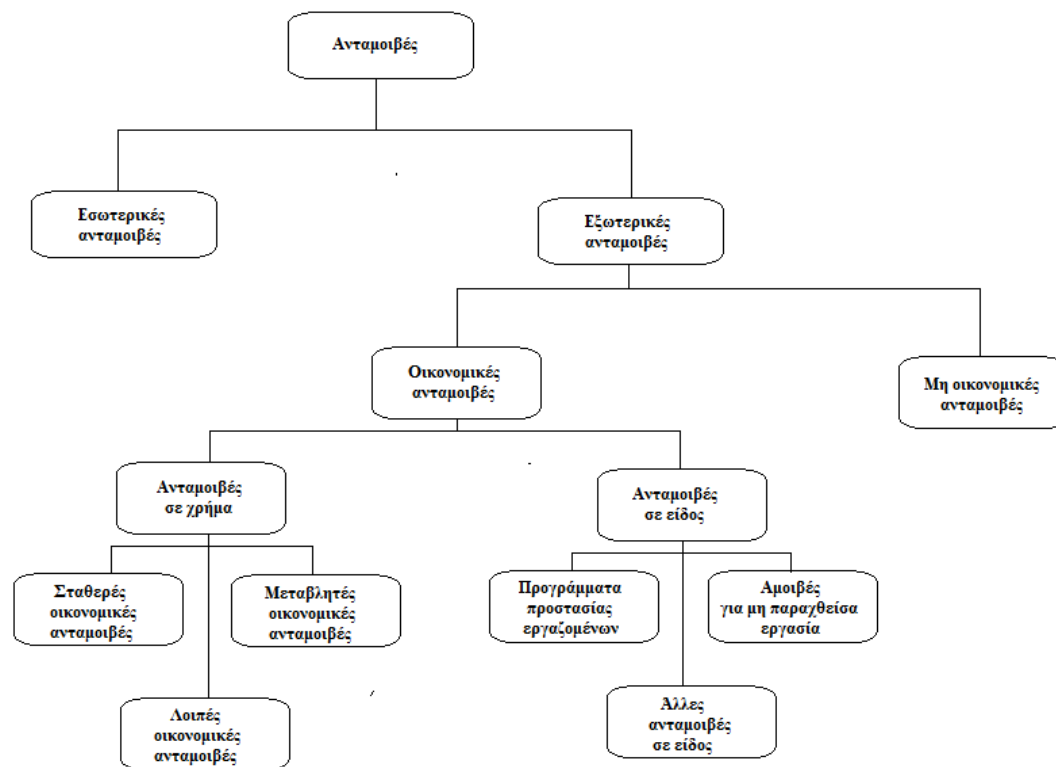 Ανταμοιβές
Εσωτερικές
ανταμοιβές
Εξωτερικές
ανταμοιβές
Οικονομικές
ανταμοιβές
Μη οικονομικές
ανταμοιβές
Ανταμοιβές
σε χρήμα
Ανταμοιβές
σε είδος
Σταθερές
οικονομικές
ανταμοιβές
Μεταβλητές
οικονομικές
ανταμοιβές
Προγράμματα
προστασίας
εργαζομένων
Αμοιβές
για μη παραχθείσα
εργασία
Λοιπές
οικονομικές
ανταμοιβές
Άλλες
ανταμοιβές
σε είδος